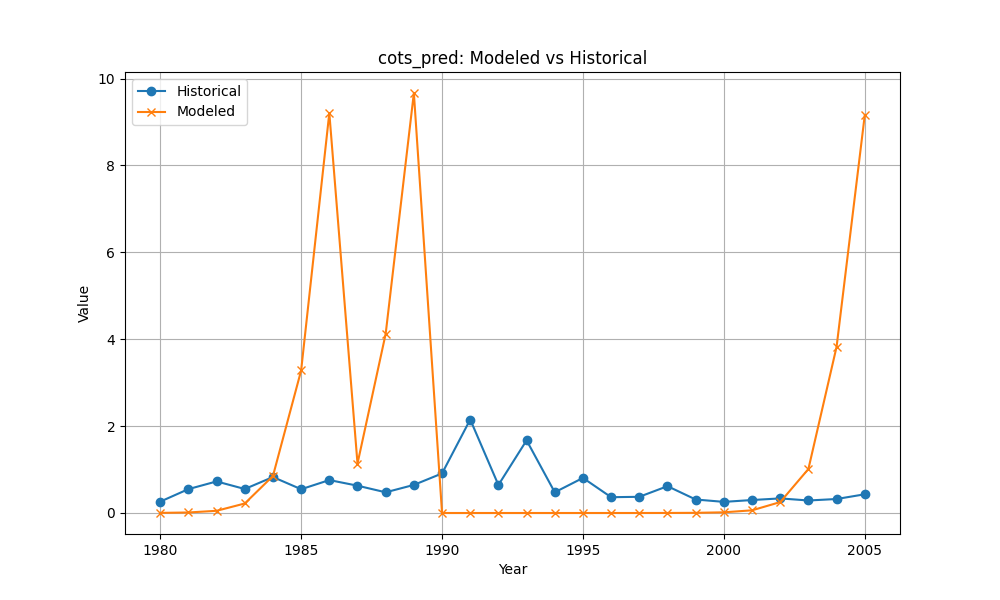 cots_pred: Modeled vs Historical
Historical
Modeled
10
8
6
4
2
0
Value
1980
1985
1990
1995
2000
2005
Year